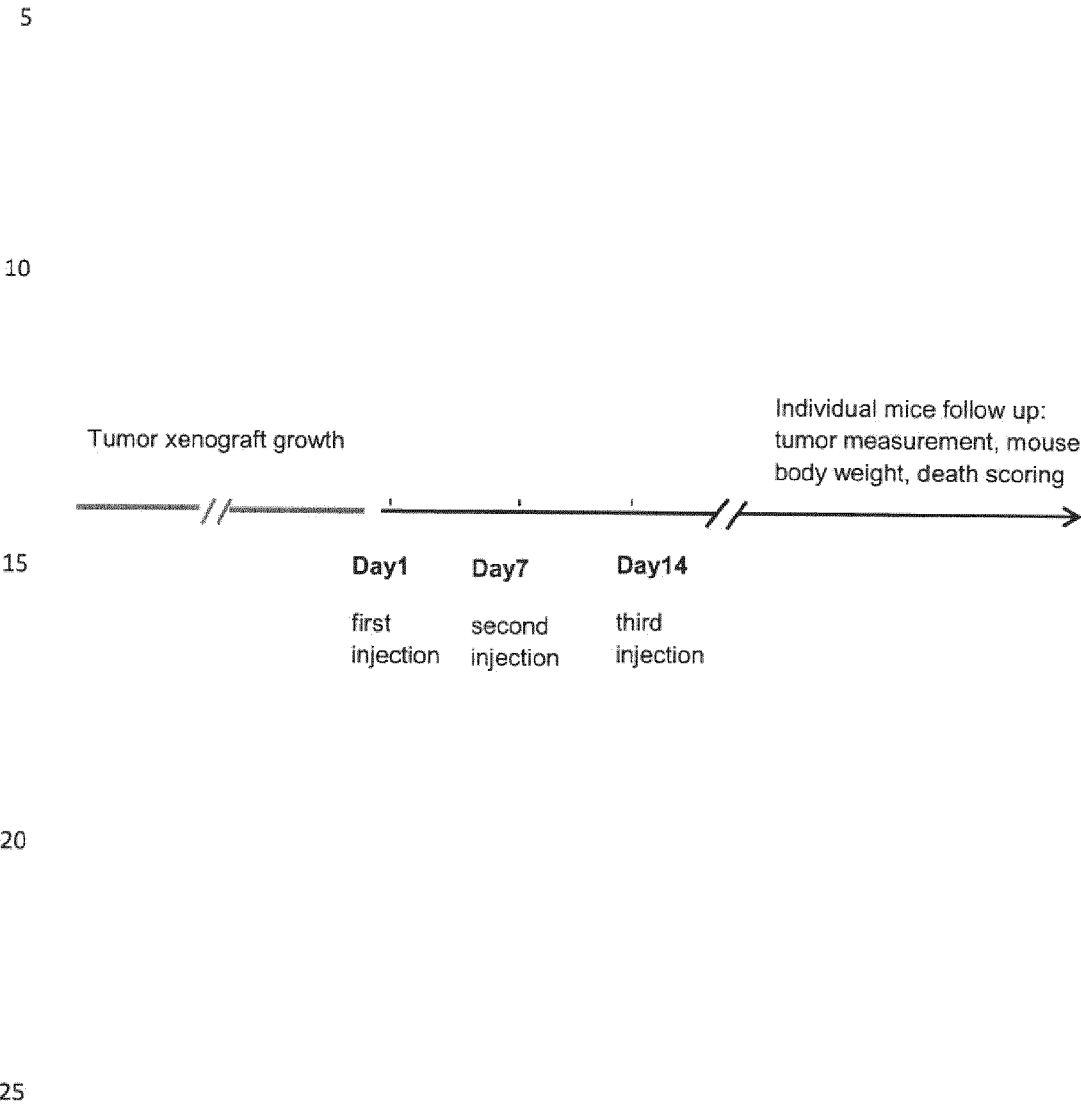 5
10
Individual mice follow up:
Tumor xenograft growth
tumor measurement, mouse
body weight, death scoring
15
Day1
Day7
Day14
first
injection
second
injection
third
injection
20
25